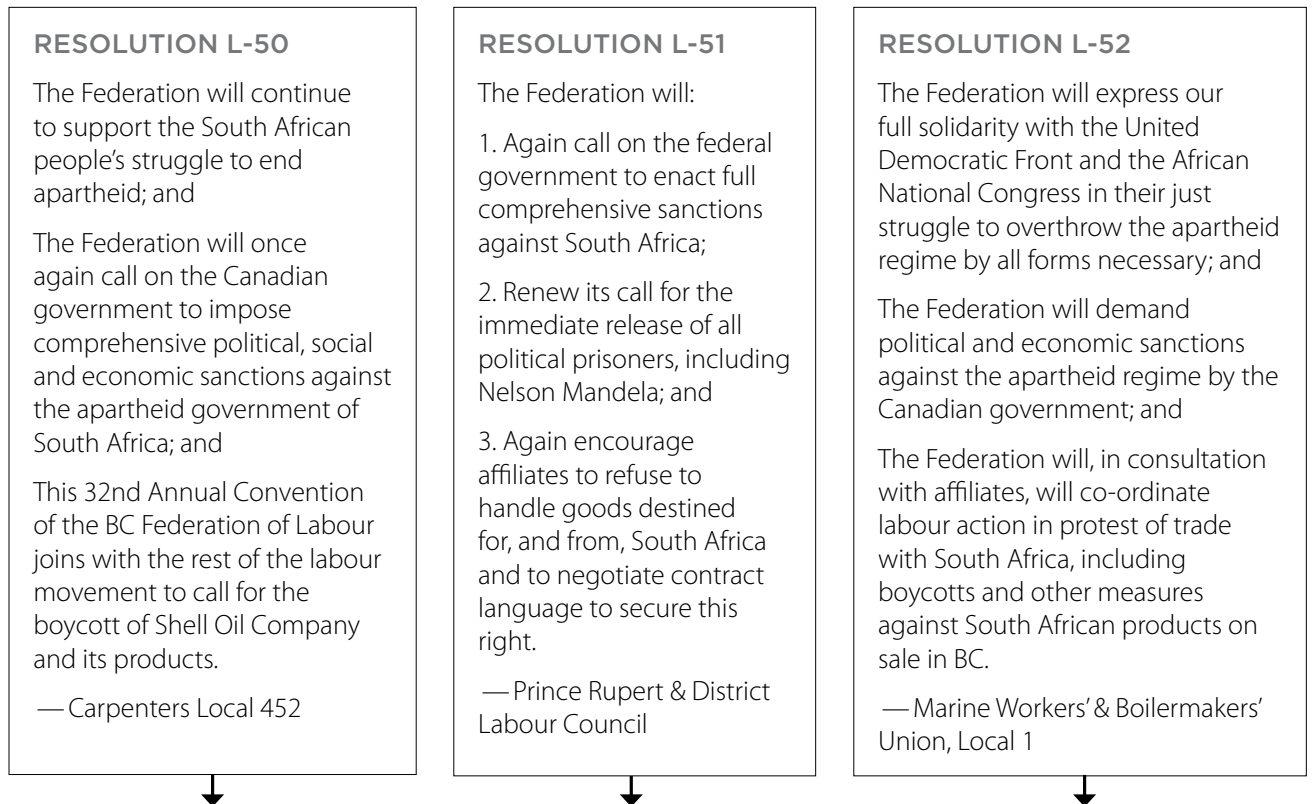 RESOLUTION L-50
The Federation will continue
to support the South African
people's struggle to end
apartheid; and
The Federation will once
again call on the Canadian
government to impose
comprehensive political, social
and economic sanctions against
the apartheid government of
South Africa; and
This 32nd Annual Convention
of the BC Federation of Labour
joins with the rest of the labour
movement to call for the
boycott of Shell Oil Company
and its products.
— Carpenters Local 452
RESOLUTION L-51
The Federation will:
1. Again call on the federal
government to enact full
comprehensive sanctions
against South Africa;
2. Renew its call for the
immediate release of all
political prisoners, including
Nelson Mandela; and
3. Again encourage
affiliates to refuse to
handle goods destined
for, and from, South Africa
and to negotiate contract
language to secure this
right.
— Prince Rupert & District
Labour Council
RESOLUTION L-52
The Federation will express our
full solidarity with the United
Democratic Front and the African
National Congress in their just
struggle to overthrow the apartheid
regime by all forms necessary; and
The Federation will demand
political and economic sanctions
against the apartheid regime by the
Canadian government; and
The Federation will, in consultation
with affiliates, will co-ordinate
labour action in protest of trade
with South Africa, including
boycotts and other measures
against South African products on
sale in BC.
— Marine Workers' & Boilermakers'
Union, Local 1